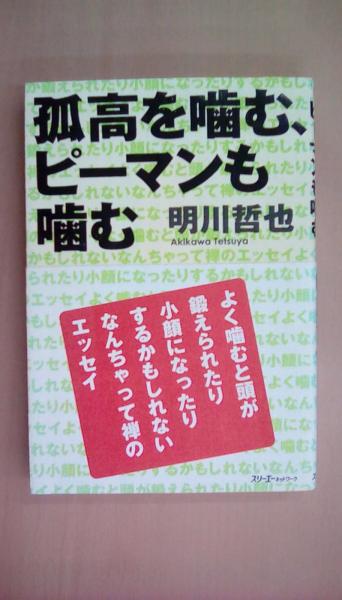 孤高を噛む、
ピーマンも
噛む
明川哲也
Akikawa Tetsuya
よく噛むと頭が
鍛えられたり
小顔になったり
するかもしれない
なんちゃって禅の
エッセイ
スリーエーネットワーク